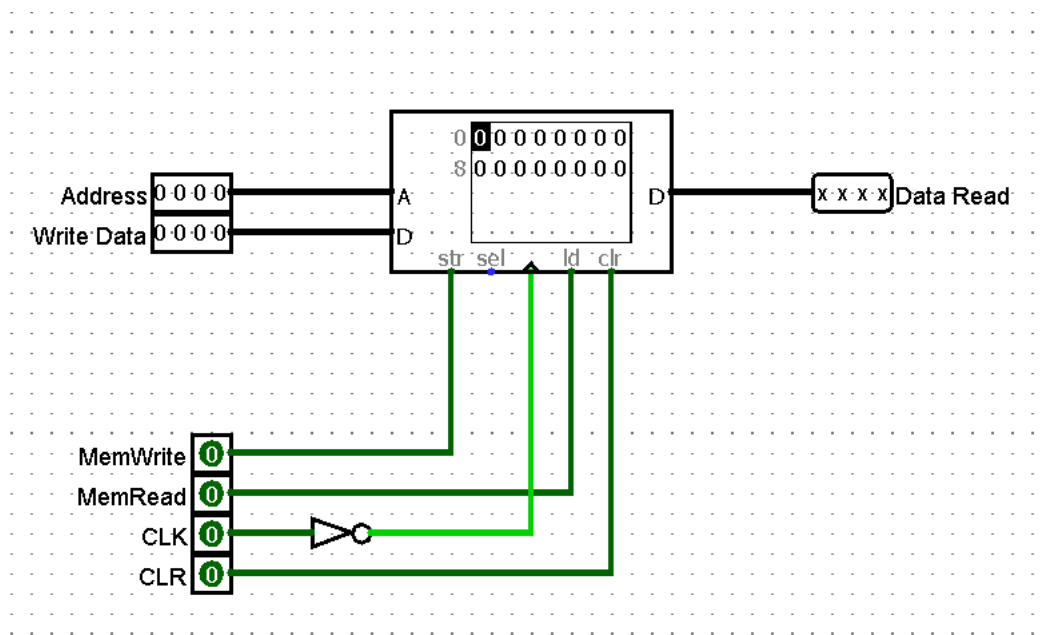 0 0 0 0 0 0 0 0 0
8 0 0 0 0 0 0 0 0
Address 0 0 0 0 A D x x x x Data Read
Write Data 0 0 0 0 D
str sel ld clr
MemWrite 0
MemRead 0
CLK 0
CLR 0